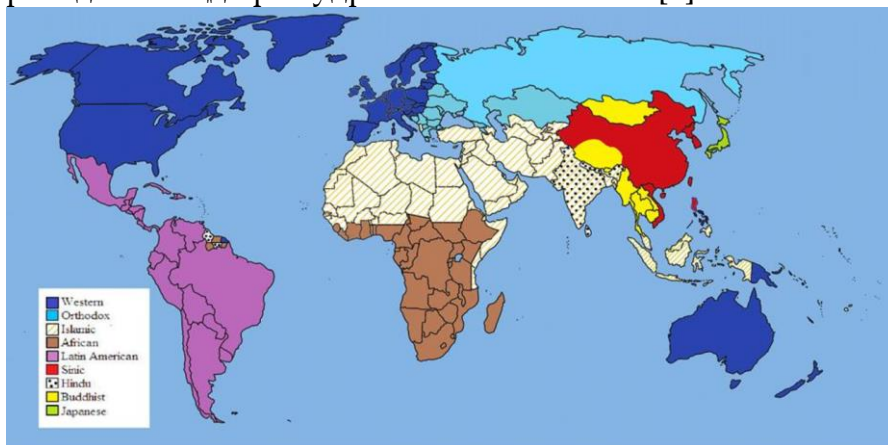 Western
Orthodox
Islamic
African
Latin American
Sinic
Hindu
Buddhist
Japanese